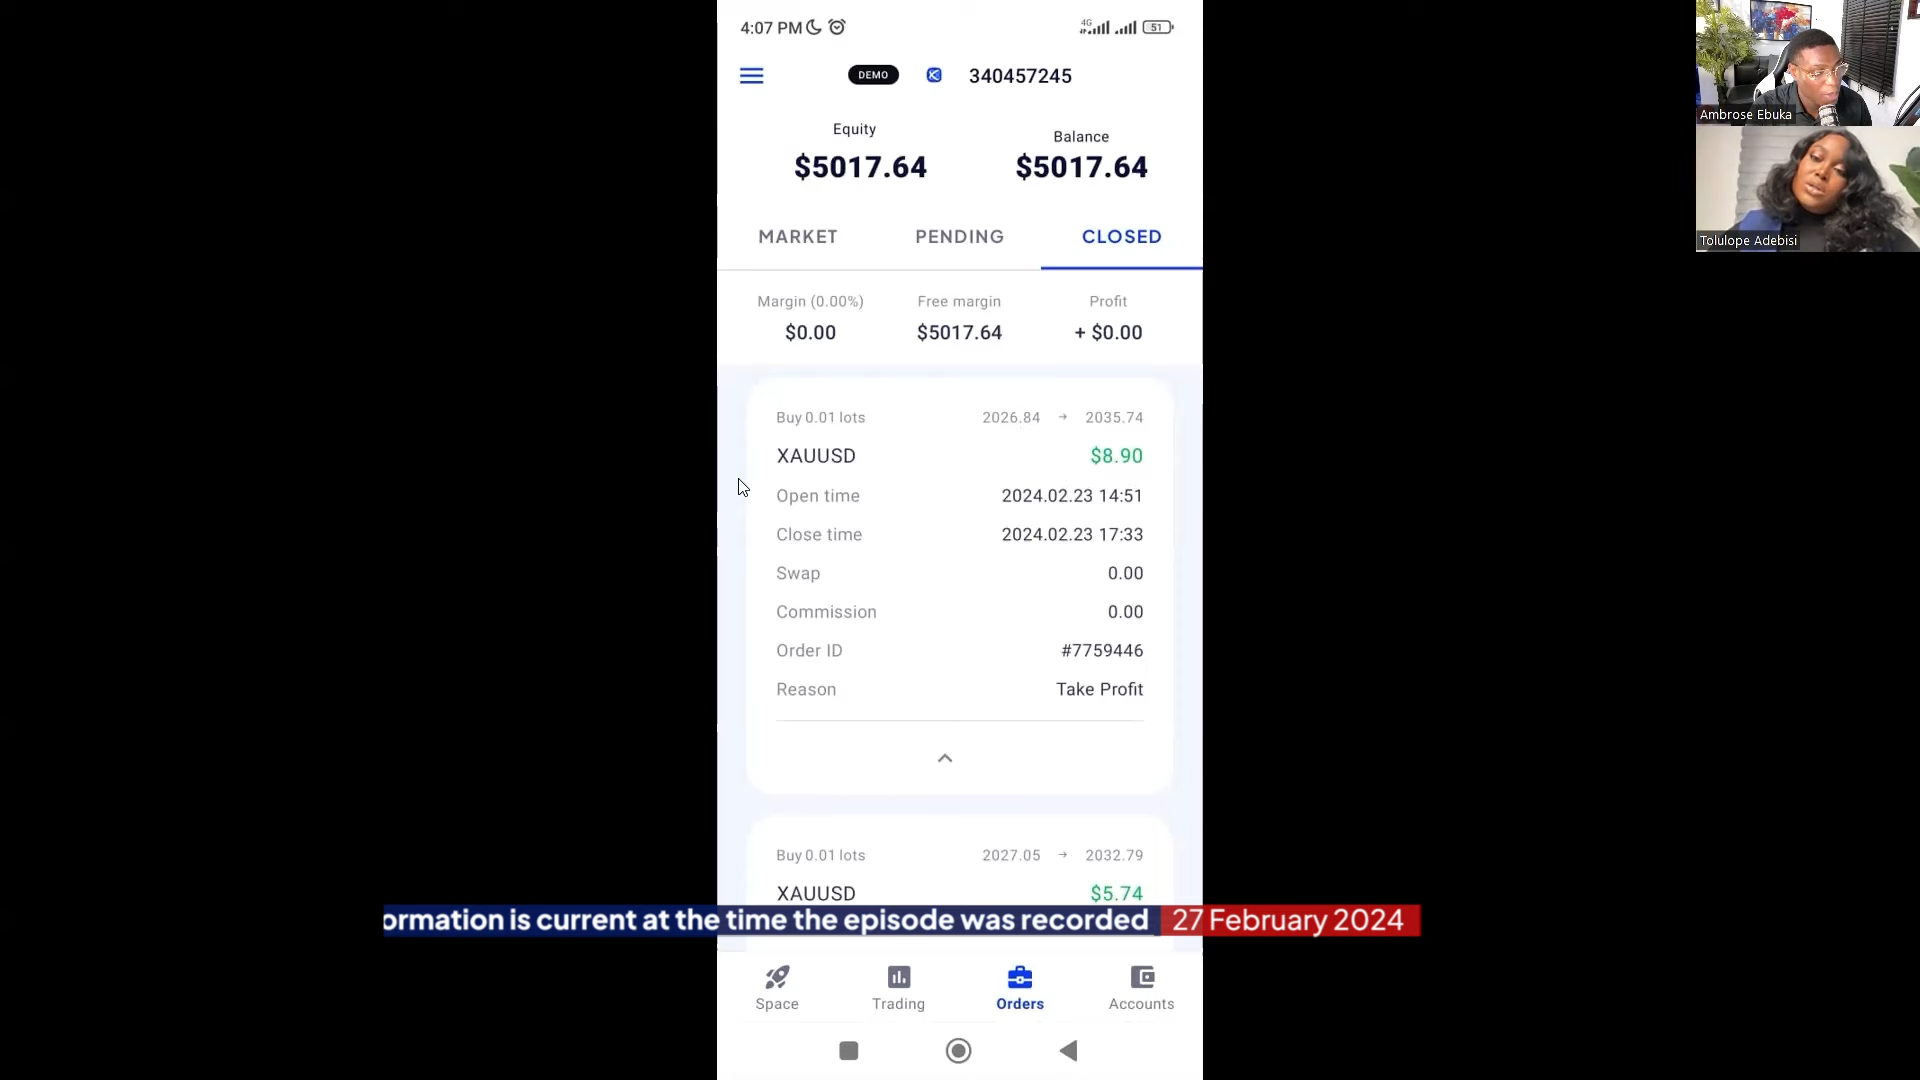 4:07 PM
4G
51
DEMO
340457245
Equity
Balance
$5017.64
$5017.64
MARKET
PENDING
CLOSED
Margin (0.00%)
Free margin
Profit
$0.00
$5017.64
+ $0.00
Buy 0.01 lots
2026.84 → 2035.74
XAUUSD
$8.90
Open time
2024.02.23 14:51
Close time
2024.02.23 17:33
Swap
0.00
Commission
0.00
Order ID
#7759446
Reason
Take Profit
Buy 0.01 lots
2027.05 → 2032.79
XAUUSD
$5.74
ormation is current at the time the episode was recorded 27 February 2024
Space
Trading
Orders
Accounts
Ambrose Ebuka
Tolulope Adebisi